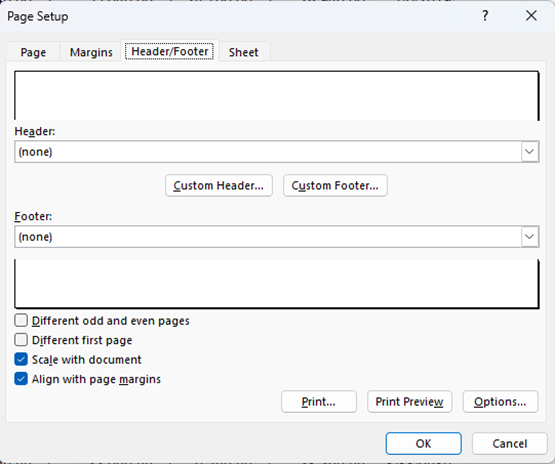 Page Setup ? ×
Page Margins Header/Footer Sheet
Header:
(none)
Custom Header... Custom Footer...
Footer:
(none)
Different odd and even pages
Different first page
Scale with document
Align with page margins
Print... Print Preview Options...
OK Cancel